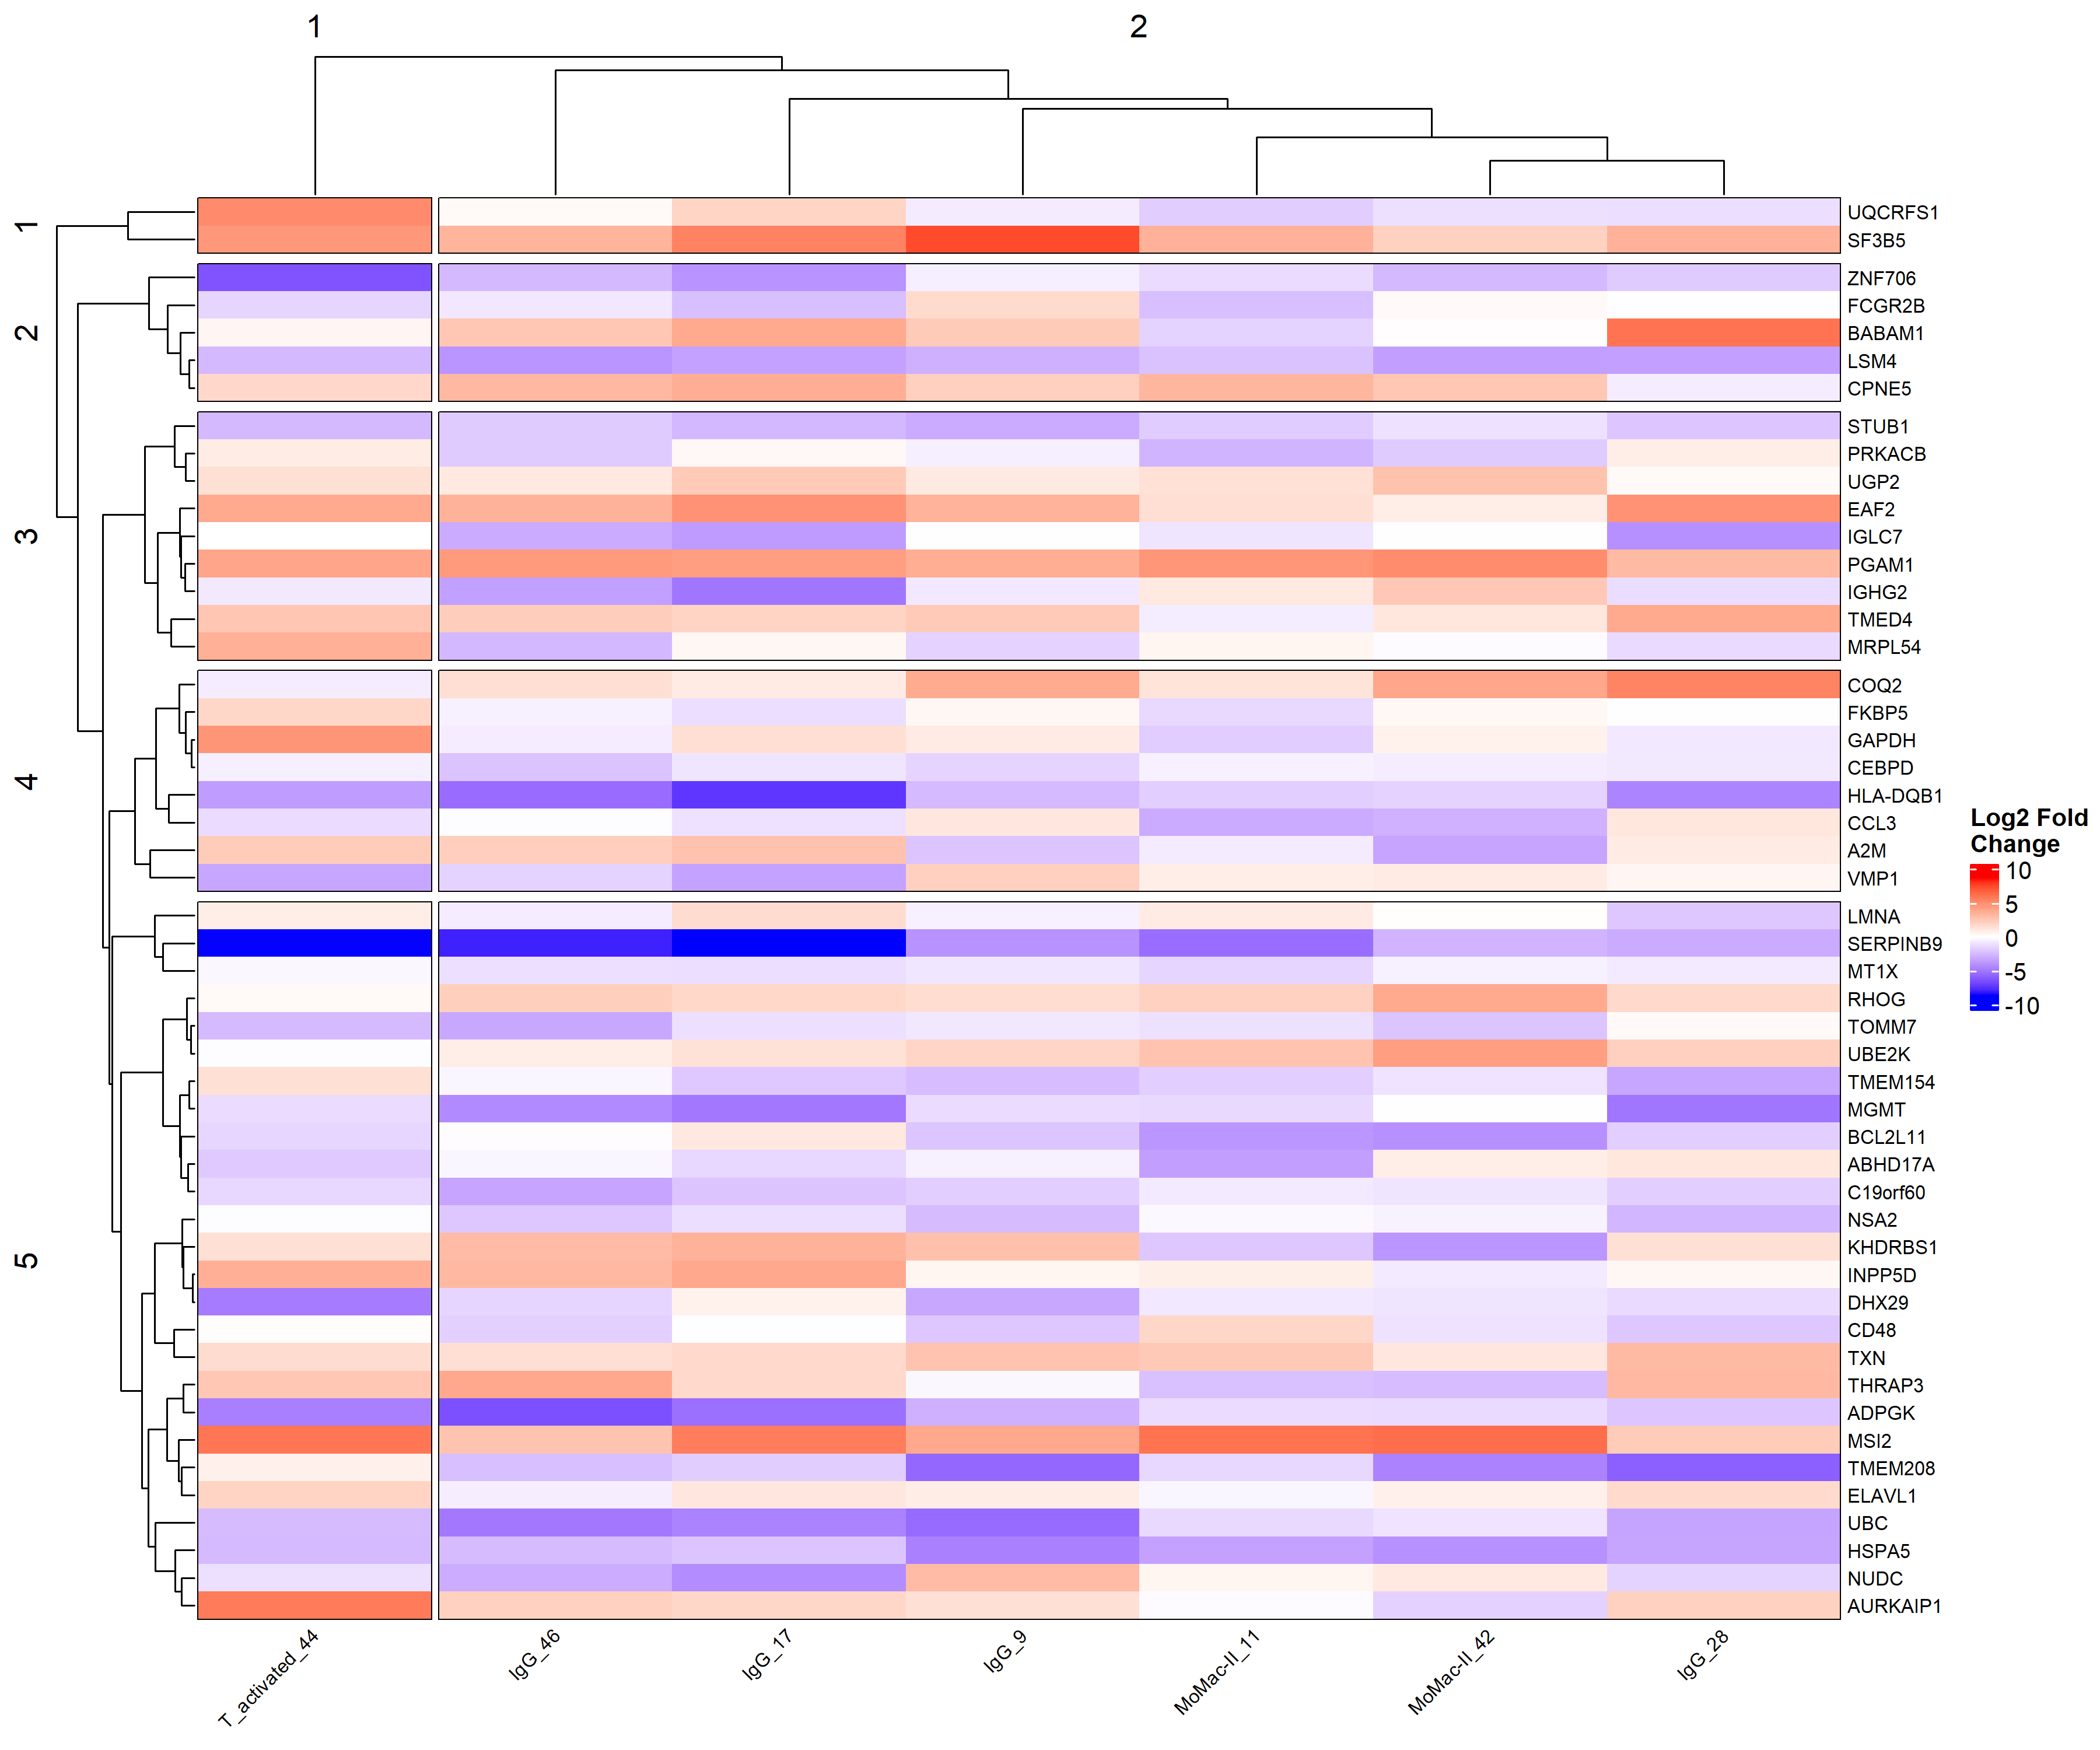 1
2
1
2
3
4
5
UQCRFS1
SF3B5
ZNF706
FCGR2B
BABAM1
LSM4
CPNE5
STUB1
PRKACB
UGP2
EAF2
IGLC7
PGAM1
IGHG2
TMED4
MRPL54
COQ2
FKBP5
GAPDH
CEBPD
HLA-DQB1
CCL3
A2M
VMP1
LMNA
SERPINB9
MT1X
RHOG
TOMM7
UBE2K
TMEM154
MGMT
BCL2L11
ABHD17A
C19orf60
NSA2
KHDRBS1
INPP5D
DHX29
CD48
TXN
THRAP3
ADPGK
MSI2
TMEM208
ELAVL1
UBC
HSPA5
NUDC
AURKAIP1
Log2 Fold
Change
10
5
0
-5
-10
T_activated_44
IgG_46
IgG_17
IgG_9
MoMac-II_11
MoMac-II_42
IgG_28